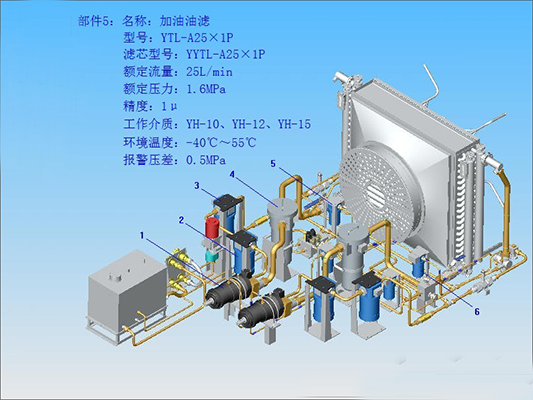 部件5：名称：加油油滤
型号：YTL-A25×1P
滤芯型号：YYTL-A25×1P
额定流量：25L/min
额定压力：1.6MPa
精度：1μ
工作介质：YH-10、YH-12、YH-15
环境温度：-40℃～55℃
报警压差：0.5MPa
4
5
3
2
1
6